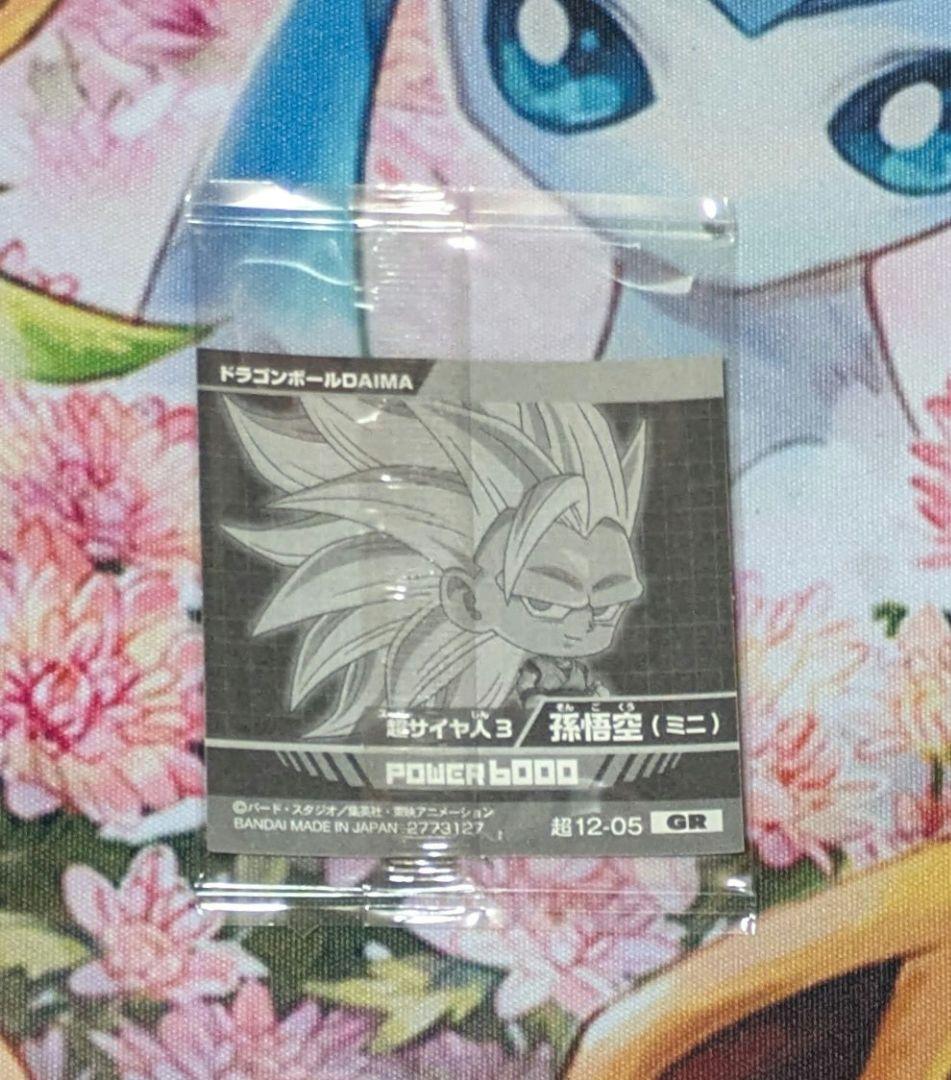 ドラゴンボールDAIMA
超サイヤ人3 孫悟空(ミニ)
POWER 6000
©バード・スタジオ/集英社・東映アニメーション
BANDAI MADE IN JAPAN 2773127
超12-05 GR